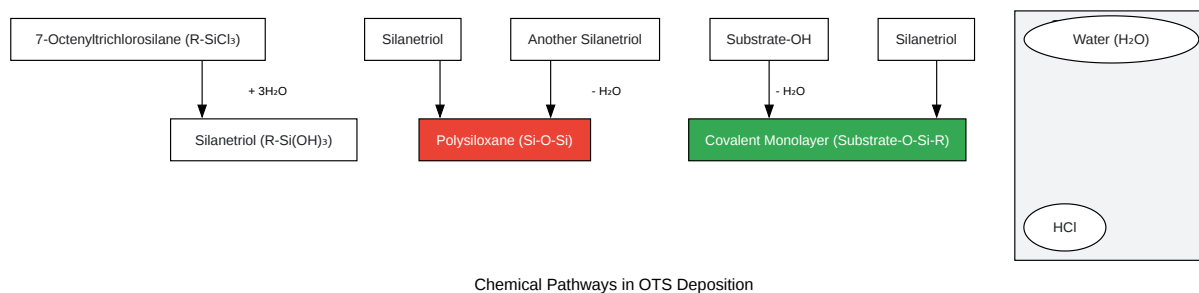 7-Octenyltrichlorosilane (R-SiCl₃)
Silanetriol
Another Silanetriol
Substrate-OH
Silanetriol
Water (H₂O)
+ 3H₂O
- H₂O
- H₂O
Silanetriol (R-Si(OH)₃)
Polysiloxane (Si-O-Si)
Covalent Monolayer (Substrate-O-Si-R)
HCl
Chemical Pathways in OTS Deposition